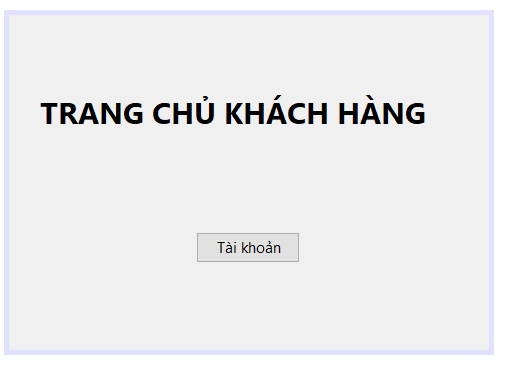 TRANG CHỦ KHÁCH HÀNG
Tài khoản